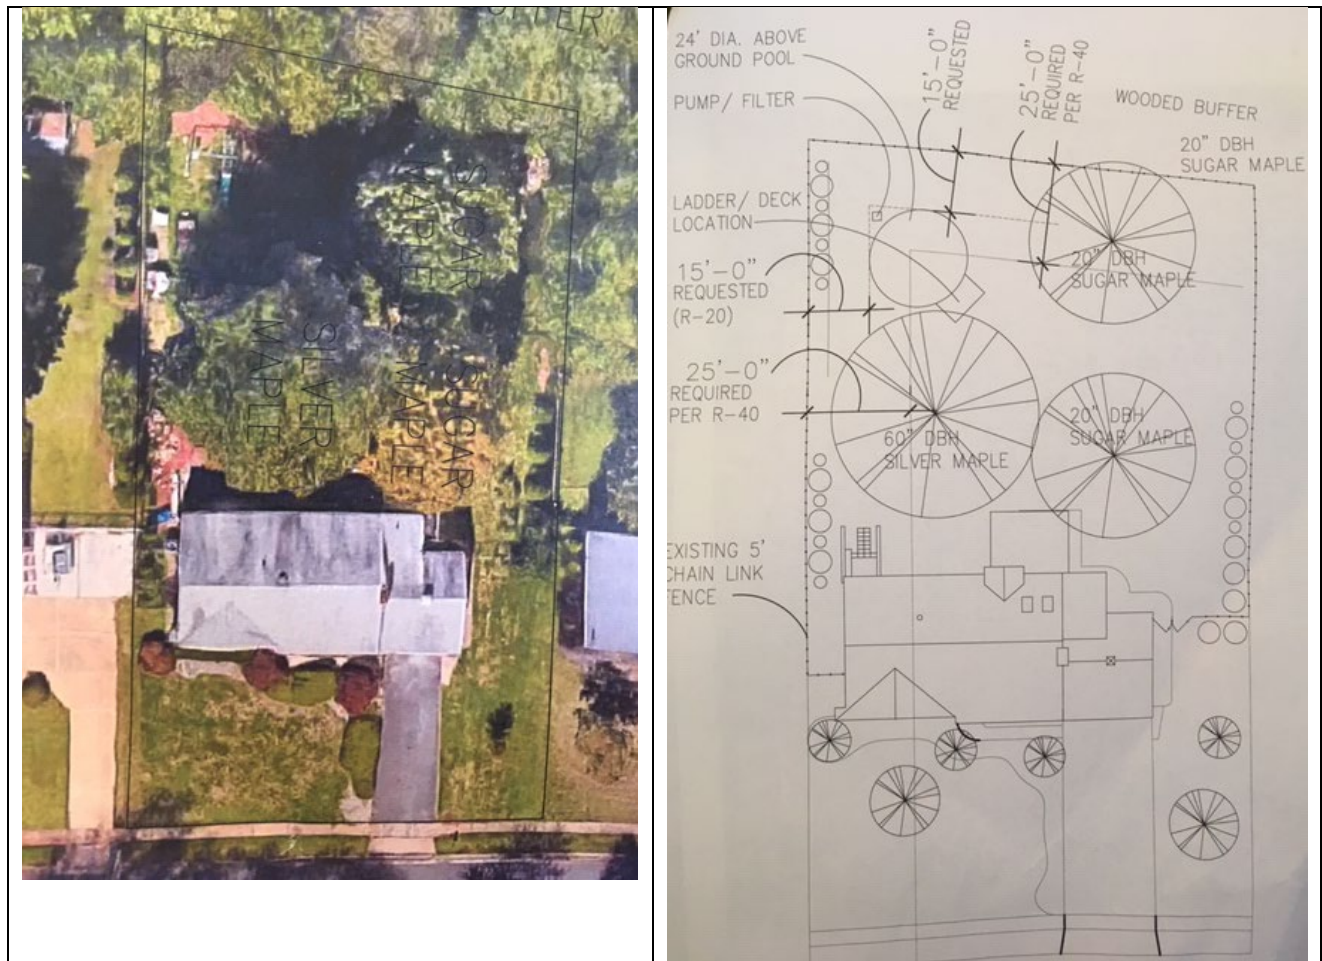 SUGAR
MAPLE
SUGAR
MAPLE
SILVER
MAPLE
24' DIA. ABOVE
GROUND POOL
PUMP/ FILTER
LADDER/ DECK
LOCATION
15'-0"
REQUESTED
(R-20)
25'-0"
REQUIRED
PER R-40
EXISTING 5'
CHAIN LINK
FENCE
15'-0"
REQUESTED
25'-0"
REQUIRED
PER R-40
WOODED BUFFER
20" DBH
SUGAR MAPLE
20" DBH
SUGAR MAPLE
20" DBH
SUGAR MAPLE
60" DBH
SILVER MAPLE